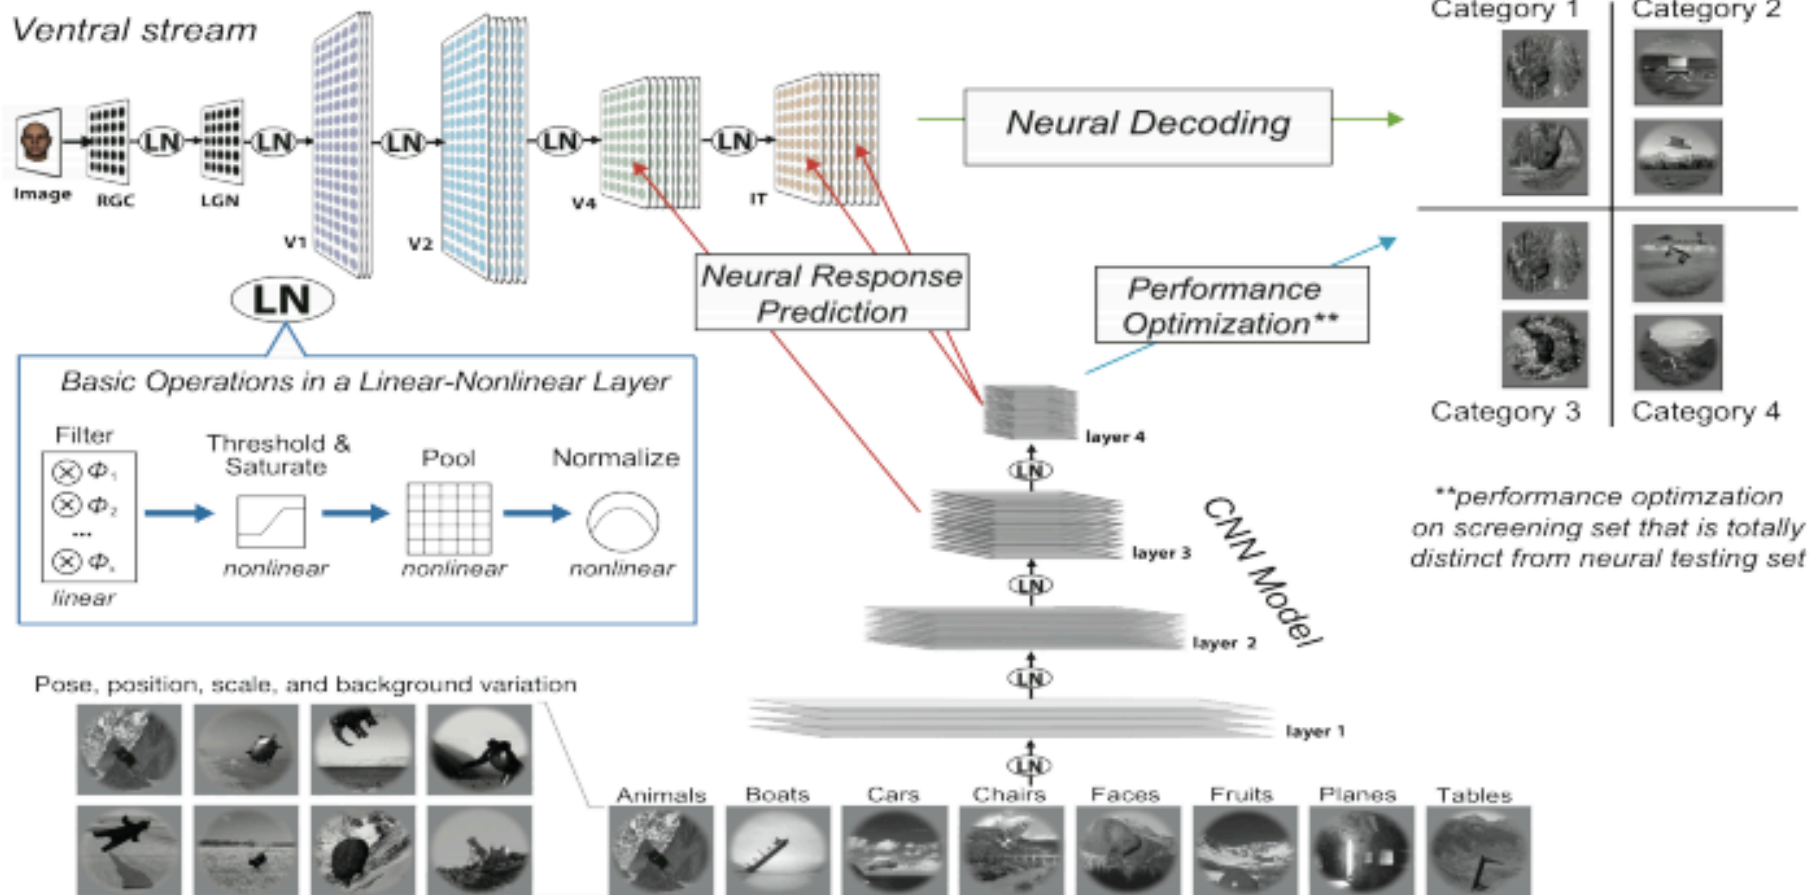 Ventral stream
Category 1
Category 2
Image
RGC
LN
LGN
LN
V1
LN
V2
LN
V4
LN
IT
Neural Decoding
LN
Neural Response
Prediction
Performance
Optimization**
Basic Operations in a Linear-Nonlinear Layer
Filter
⊗ Φ1
⊗ Φ2
...
⊗ Φk
linear
Threshold &
Saturate
nonlinear
Pool
nonlinear
Normalize
nonlinear
Category 3
Category 4
**performance optimzation
on screening set that is totally
distinct from neural testing set
layer 4
LN
layer 3
LN
layer 2
LN
layer 1
LN
CNN Model
Pose, position, scale, and background variation
Animals
Boats
Cars
Chairs
Faces
Fruits
Planes
Tables